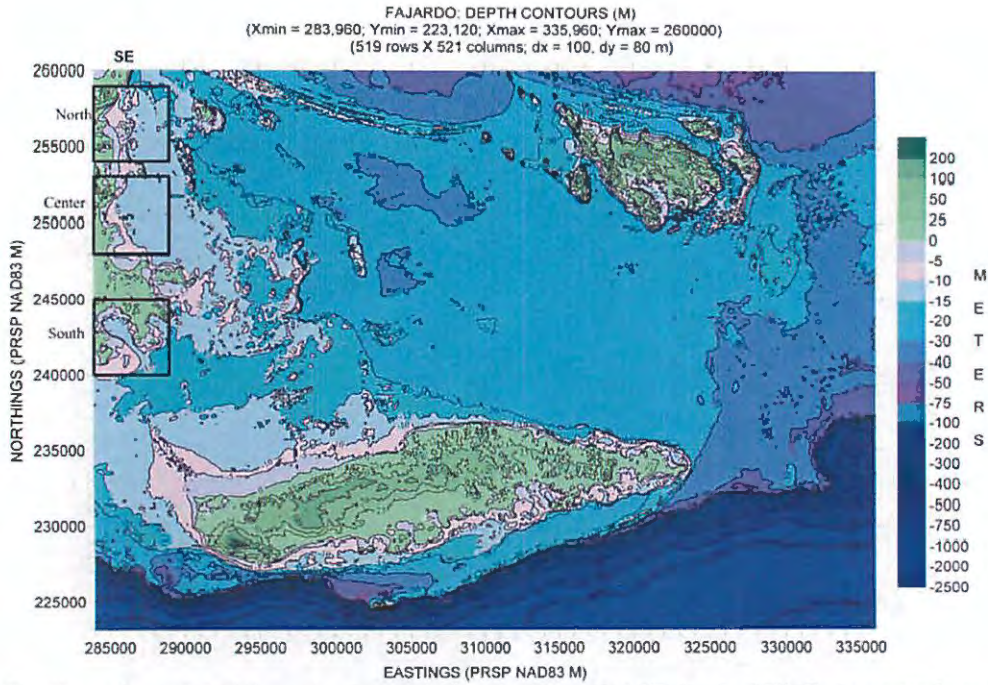 FAJARDO: DEPTH CONTOURS (M)
(Xmin = 283,960; Ymin = 223,120; Xmax = 335,960; Ymax = 260000)
(519 rows X 521 columns; dx = 100, dy = 80 m)
SE
260000
North
255000
Center
250000
245000
South
240000
235000
230000
225000
NORTHINGS (PRSP NAD83 M)
285000 290000 295000 300000 305000 310000 315000 320000 325000 330000 335000
EASTINGS (PRSP NAD83 M)
200
100
50
25
0
-5
-10
-15
-20
-30
-40
-50
-75
-100
-200
-300
-400
-500
-750
-1000
-2000
-2500
METERS